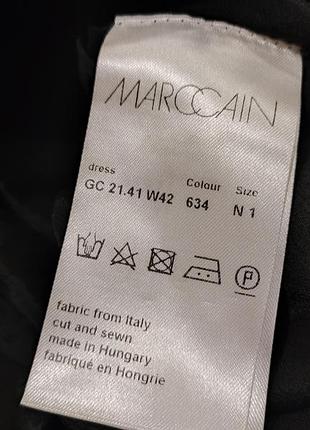 MARCCAIN
dress Colour Size
GC 21.41 W42 634 N 1
P
fabric from Italy
cut and sewn
made in Hungary
fabriqué en Hongrie